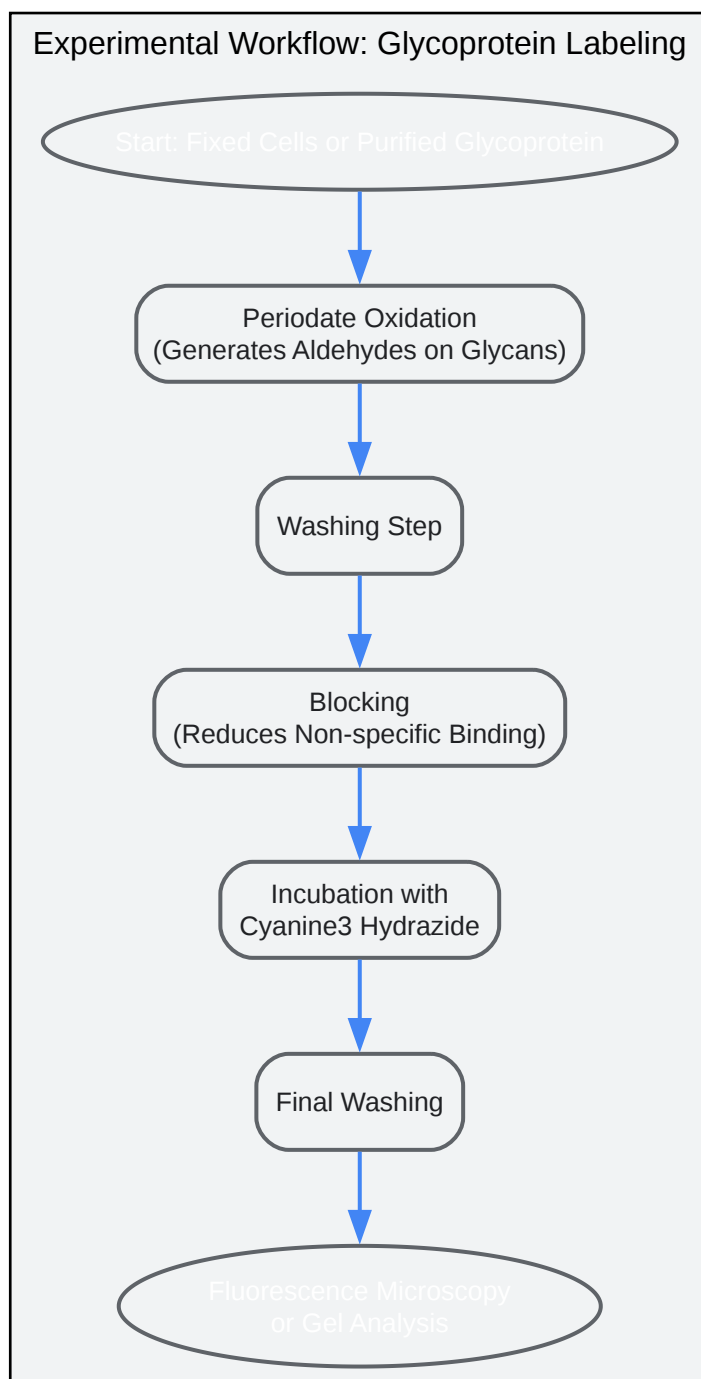 Experimental Workflow: Glycoprotein Labeling
Start: Fixed Cells or Purified Glycoprotein
Periodate Oxidation
(Generates Aldehydes on Glycans)
Washing Step
Blocking
(Reduces Non-specific Binding)
Incubation with
Cyanine3 Hydrazide
Final Washing
Fluorescence Microscopy
or Gel Analysis